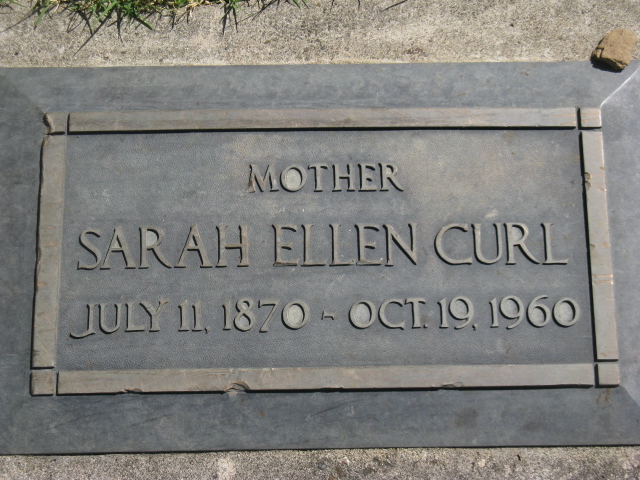 MOTHER
SARAH ELLEN CURL
JULY 11, 1870 - OCT. 19, 1960